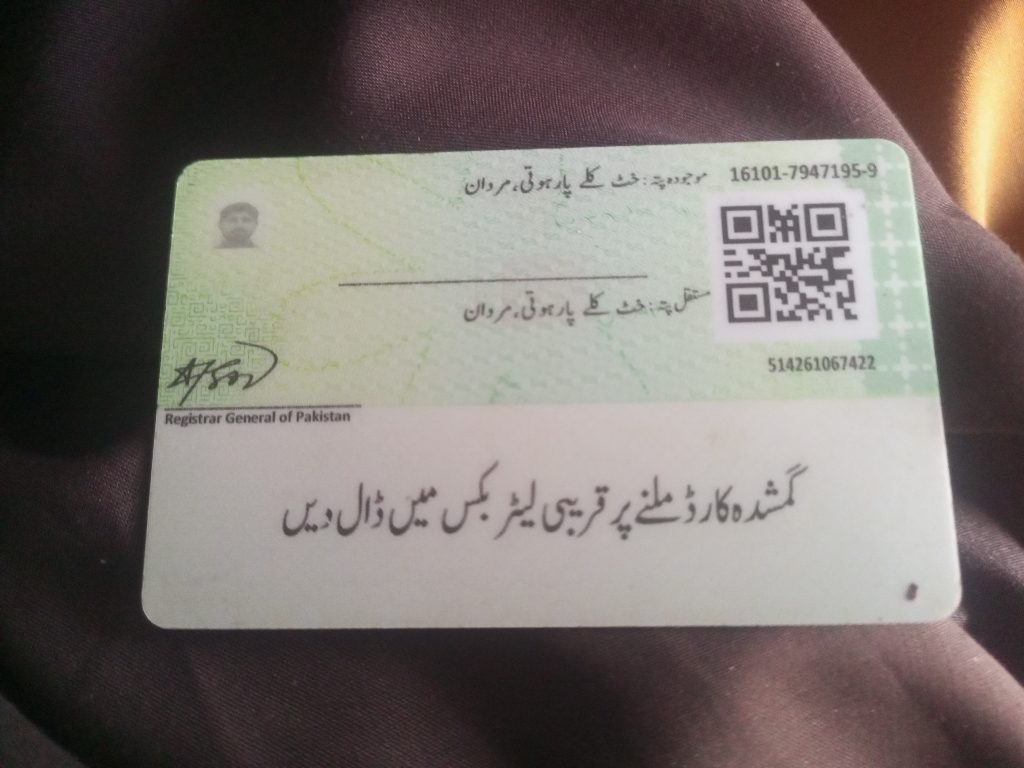 16101-7947195-9
موجودہ پتہ: خٹ کلے پارہوتی، مردان
مستقل پتہ: خٹ کلے پارہوتی، مردان
514261067422
Registrar General of Pakistan
گمشدہ کارڈ ملنے پر قریبی لیٹر بکس میں ڈال دیں